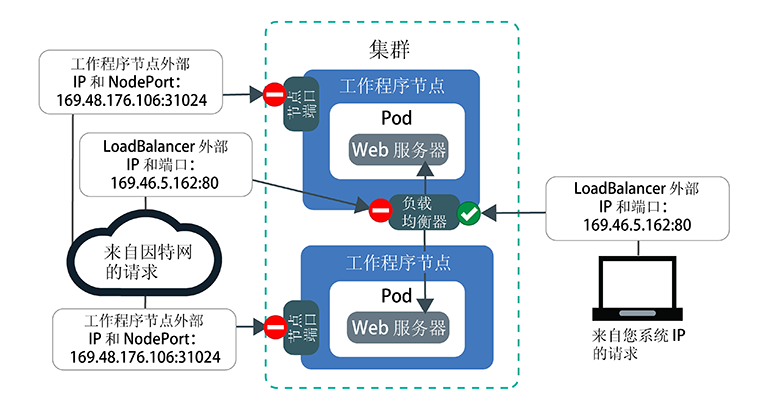 工作程序节点外部
IP 和 NodePort：
169.48.176.106:31024
LoadBalancer 外部
IP 和端口：
169.46.5.162:80
来自因特网
的请求
工作程序节点外部
IP 和 NodePort：
169.48.176.106:31024
集群
工作程序节点
节点
端口
Pod
Web 服务器
负载
均衡器
工作程序节点
节点
端口
Pod
Web 服务器
LoadBalancer 外部
IP 和端口：
169.46.5.162:80
来自您系统 IP
的请求